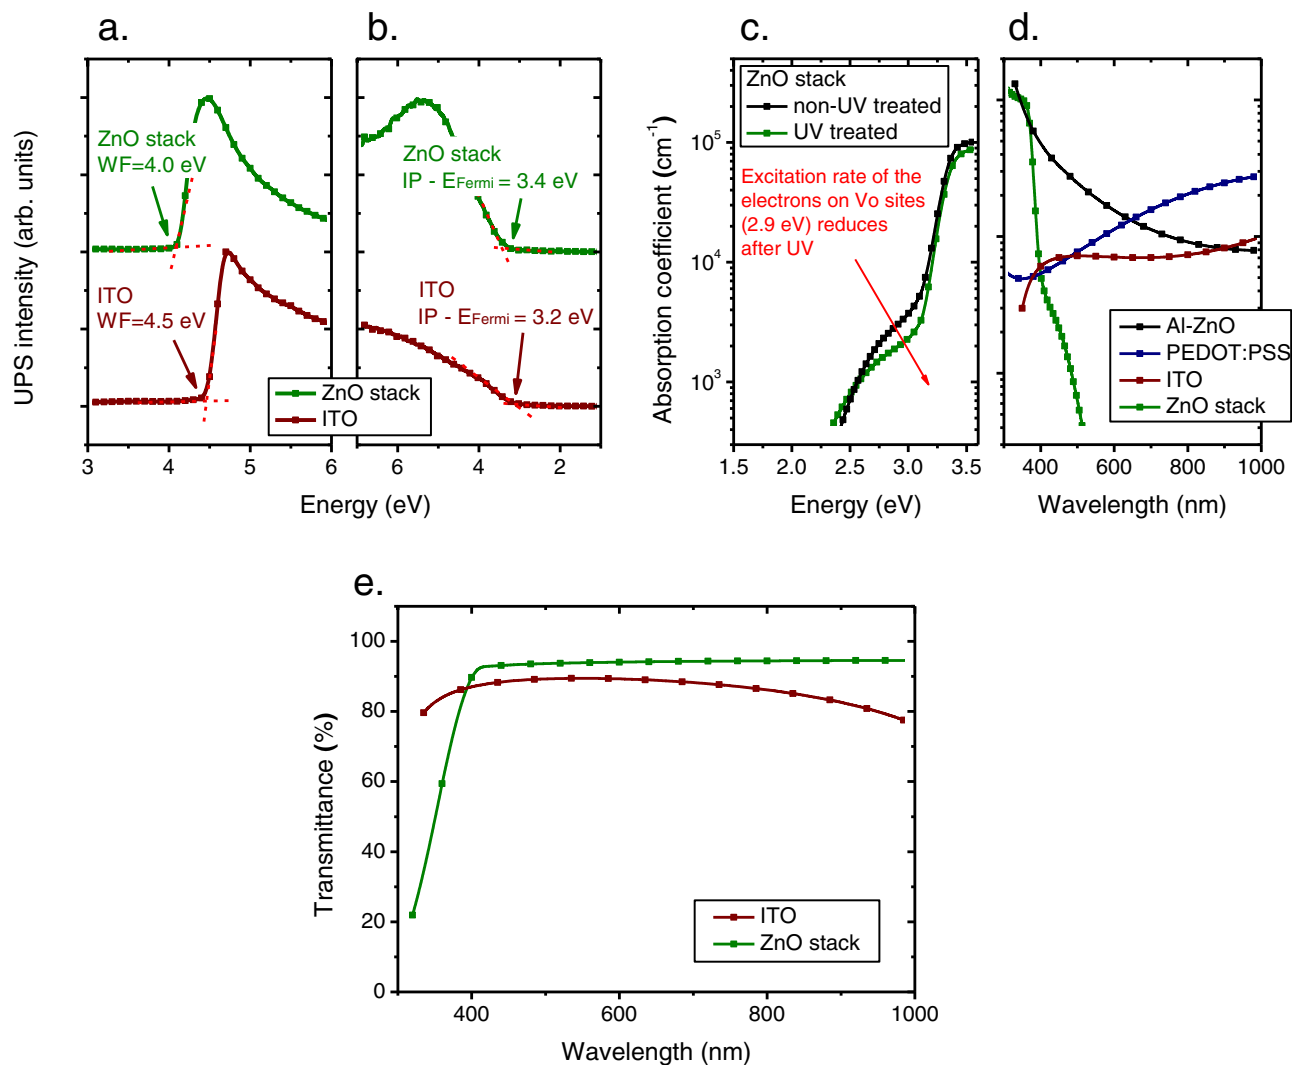 a.
b.
c.
d.
UPS intensity (arb. units)
ZnO stack
WF=4.0 eV
ITO
WF=4.5 eV
ZnO stack
IP - EFermi = 3.4 eV
ITO
IP - EFermi = 3.2 eV
ZnO stack
ITO
3
4
5
6
6
4
2
Energy (eV)
Absorption coefficient (cm⁻¹)
10⁵
10⁴
10³
ZnO stack
non-UV treated
UV treated
Excitation rate of the
electrons on Vo sites
(2.9 eV) reduces
after UV
1.5
2.0
2.5
3.0
3.5
Energy (eV)
Al-ZnO
PEDOT:PSS
ITO
ZnO stack
400
600
800
1000
Wavelength (nm)
e.
Transmittance (%)
100
80
60
40
20
0
ITO
ZnO stack
400
600
800
1000
Wavelength (nm)